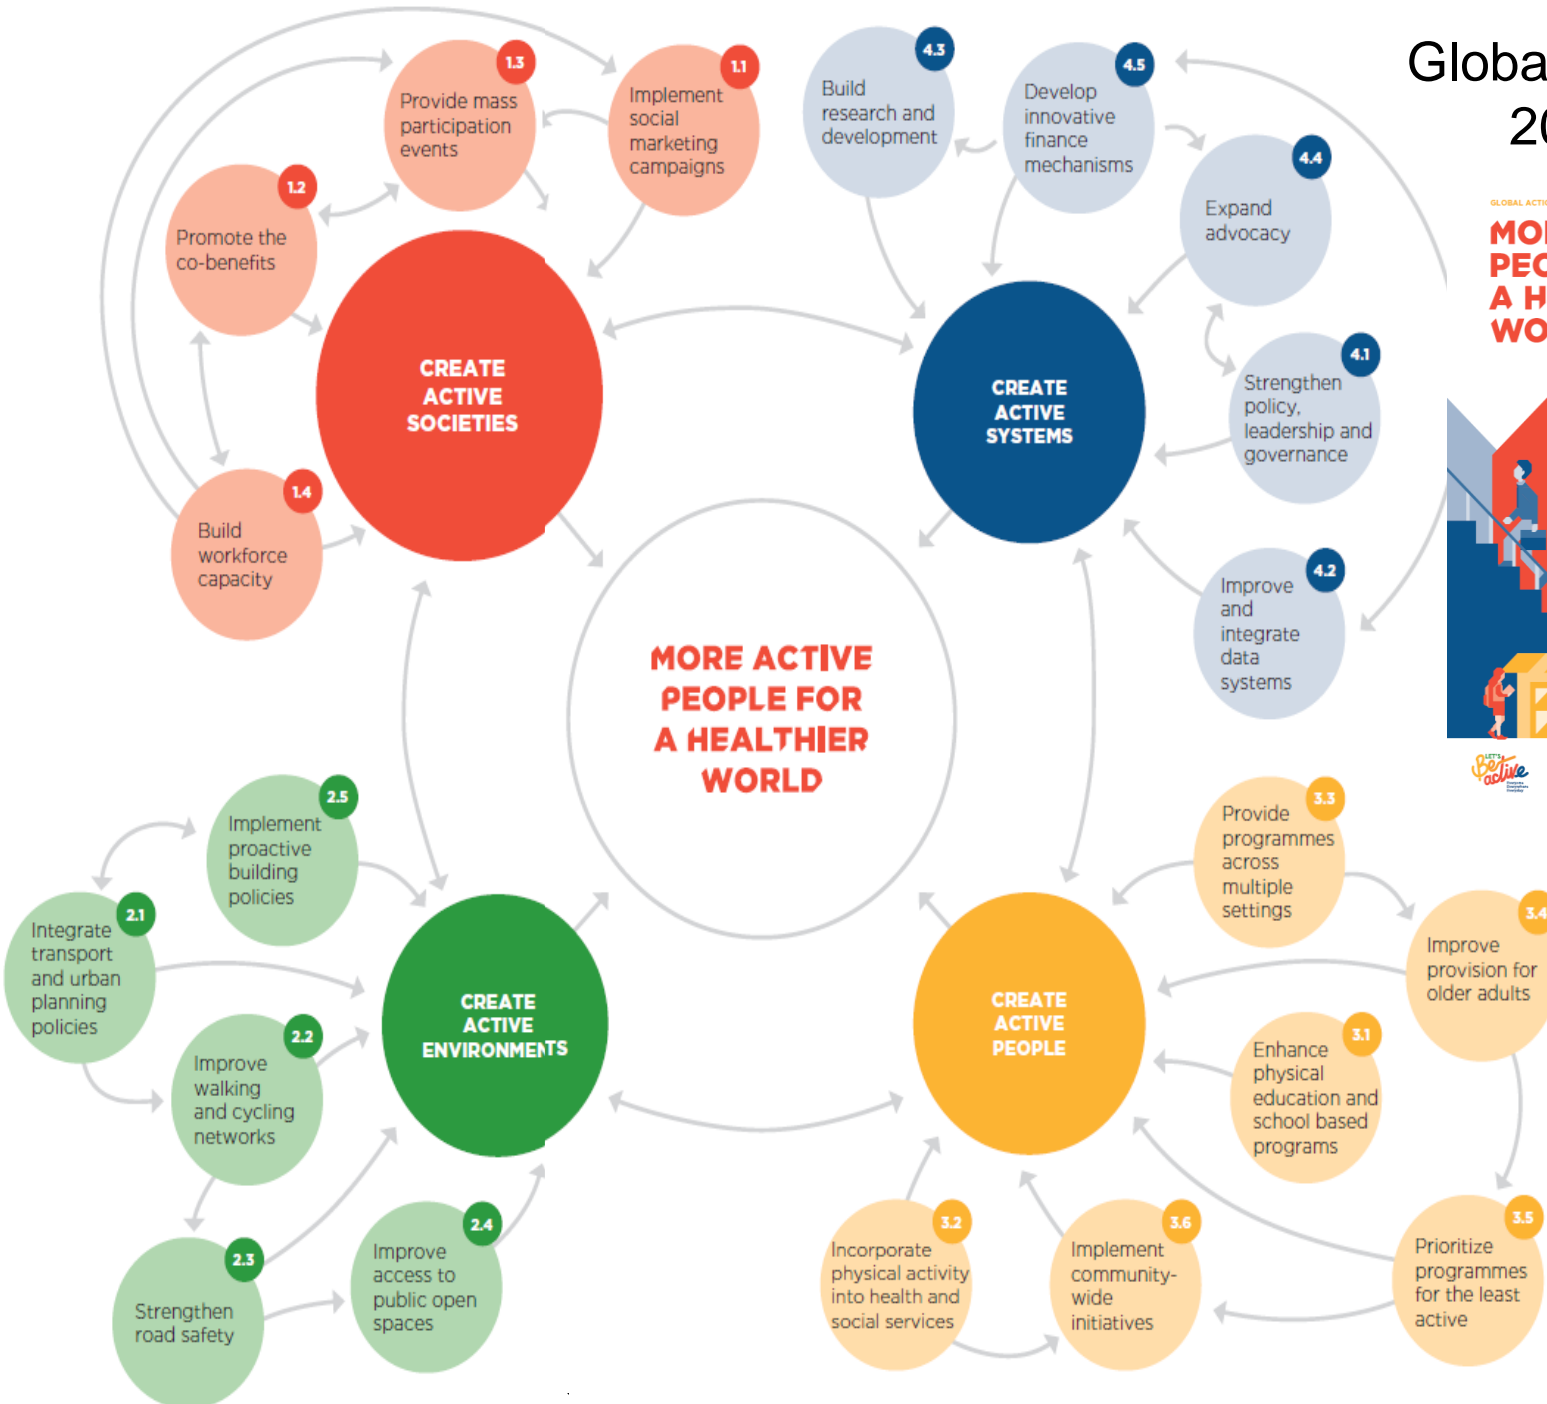 1.3
Provide mass
participation
events
1.1
Implement
social
marketing
campaigns
1.2
Promote the
co-benefits
1.4
Build
workforce
capacity
CREATE
ACTIVE
SOCIETIES
4.3
Build
research and
development
4.5
Develop
innovative
finance
mechanisms
4.4
Expand
advocacy
4.1
Strengthen
policy,
leadership and
governance
4.2
Improve
and
integrate
data
systems
CREATE
ACTIVE
SYSTEMS
MORE ACTIVE
PEOPLE FOR
A HEALTHIER
WORLD
2.5
Implement
proactive
building
policies
2.1
Integrate
transport
and urban
planning
policies
2.2
Improve
walking
and cycling
networks
2.3
Strengthen
road safety
2.4
Improve
access to
public open
spaces
CREATE
ACTIVE
ENVIRONMENTS
3.3
Provide
programmes
across
multiple
settings
3.4
Improve
provision for
older adults
3.1
Enhance
physical
education and
school based
programs
3.5
Prioritize
programmes
for the least
active
3.2
Incorporate
physical activity
into health and
social services
3.6
Implement
community-
wide
initiatives
CREATE
ACTIVE
PEOPLE
Globa
20
GLOBAL ACTIO
MO
PEO
A H
WO
LET'S
Be
active